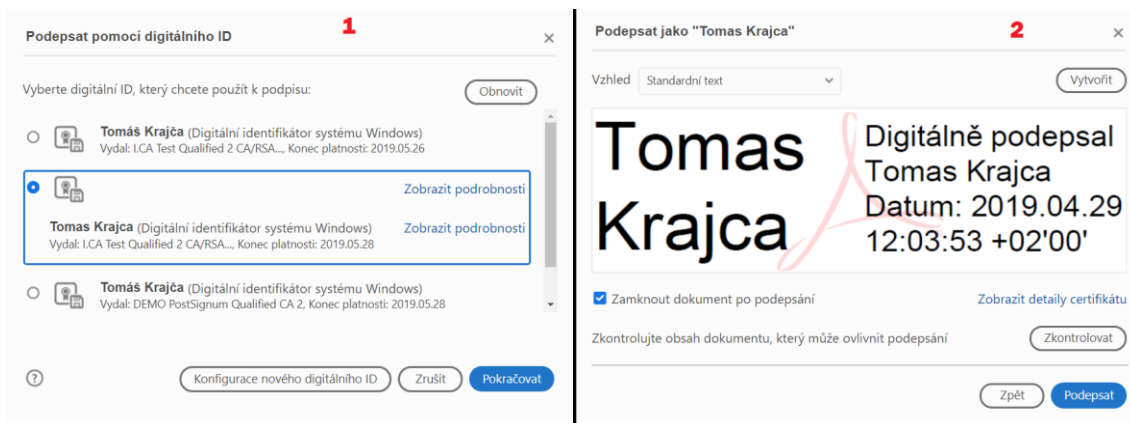 1
Podepsat pomocí digitálního ID
Vyberte digitální ID, který chcete použít k podpisu:
Obnovit
Tomáš Krajča (Digitální identifikátor systému Windows)
Vydal: I.CA Test Qualified 2 CA/RSA..., Konec platnosti: 2019.05.26
Zobrazit podrobnosti
Tomas Krajca (Digitální identifikátor systému Windows)
Zobrazit podrobnosti
Vydal: I.CA Test Qualified 2 CA/RSA..., Konec platnosti: 2019.05.28
Tomáš Krajča (Digitální identifikátor systému Windows)
Vydal: DEMO PostSignum Qualified CA 2, Konec platnosti: 2019.05.28
Konfigurace nového digitálního ID
Zrušit
Pokračovat
2
Podepsat jako "Tomas Krajca"
Vzhled
Standardní text
Vytvořit
Tomas
Krajca
Digitálně podepsal
Tomas Krajca
Datum: 2019.04.29
12:03:53 +02'00'
Zamknout dokument po podepsání
Zobrazit detaily certifikátu
Zkontrolujte obsah dokumentu, který může ovlivnit podepsání
Zkontrolovat
Zpět
Podepsat